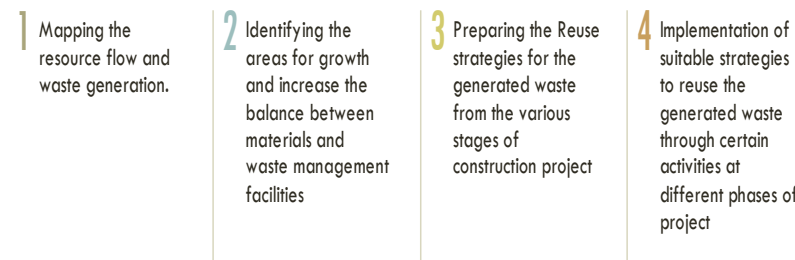 1 Mapping the
resource flow and
waste generation.
2 Identifying the
areas for growth
and increase the
balance between
materials and
waste management
facilities
3 Preparing the Reuse
strategies for the
generated waste
from the various
stages of
construction project
4 Implementation of
suitable strategies
to reuse the
generated waste
through certain
activities at
different phases of
project